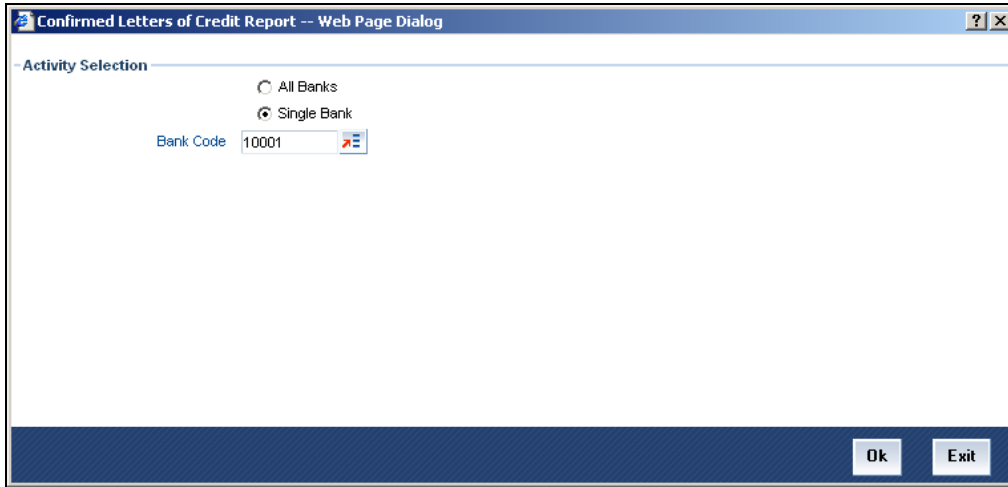 Confirmed Letters of Credit Report -- Web Page Dialog
Activity Selection
All Banks
Single Bank
Bank Code 10001
Ok Exit